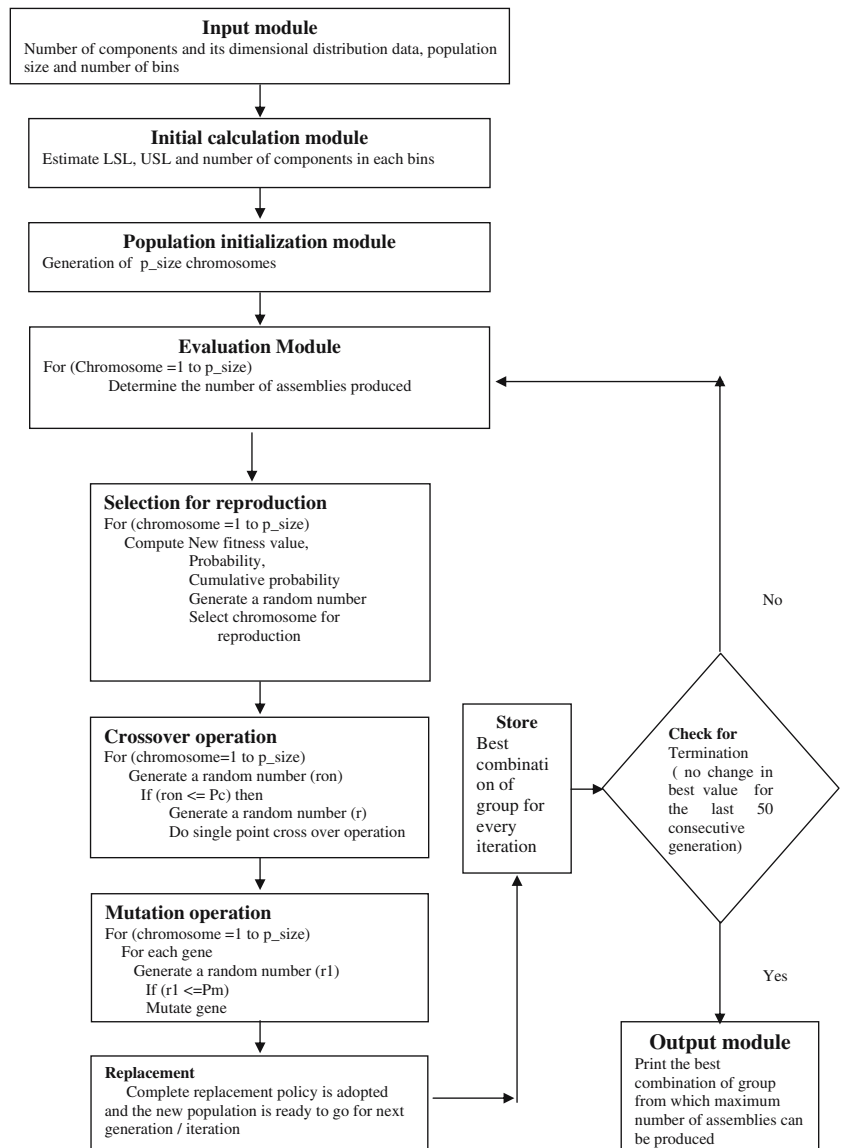 Input module
Number of components and its dimensional distribution data, population
size and number of bins
Initial calculation module
Estimate LSL, USL and number of components in each bins
Population initialization module
Generation of p_size chromosomes
Evaluation Module
For (Chromosome =1 to p_size)
Determine the number of assemblies produced
Selection for reproduction
For (chromosome =1 to p_size)
Compute New fitness value,
Probability,
Cumulative probability
Generate a random number
Select chromosome for
reproduction
Crossover operation
For (chromosome=1 to p_size)
Generate a random number (ron)
If (ron <= Pc) then
Generate a random number (r)
Do single point cross over operation
Mutation operation
For (chromosome =1 to p_size)
For each gene
Generate a random number (r1)
If (r1 <=Pm)
Mutate gene
Replacement
Complete replacement policy is adopted
and the new population is ready to go for next
generation / iteration
Store
Best
combinati
on of
group for
every
iteration
Check for
Termination
( no change in
best value for
the last 50
consecutive
generation)
No
Yes
Output module
Print the best
combination of group
from which maximum
number of assemblies can
be produced